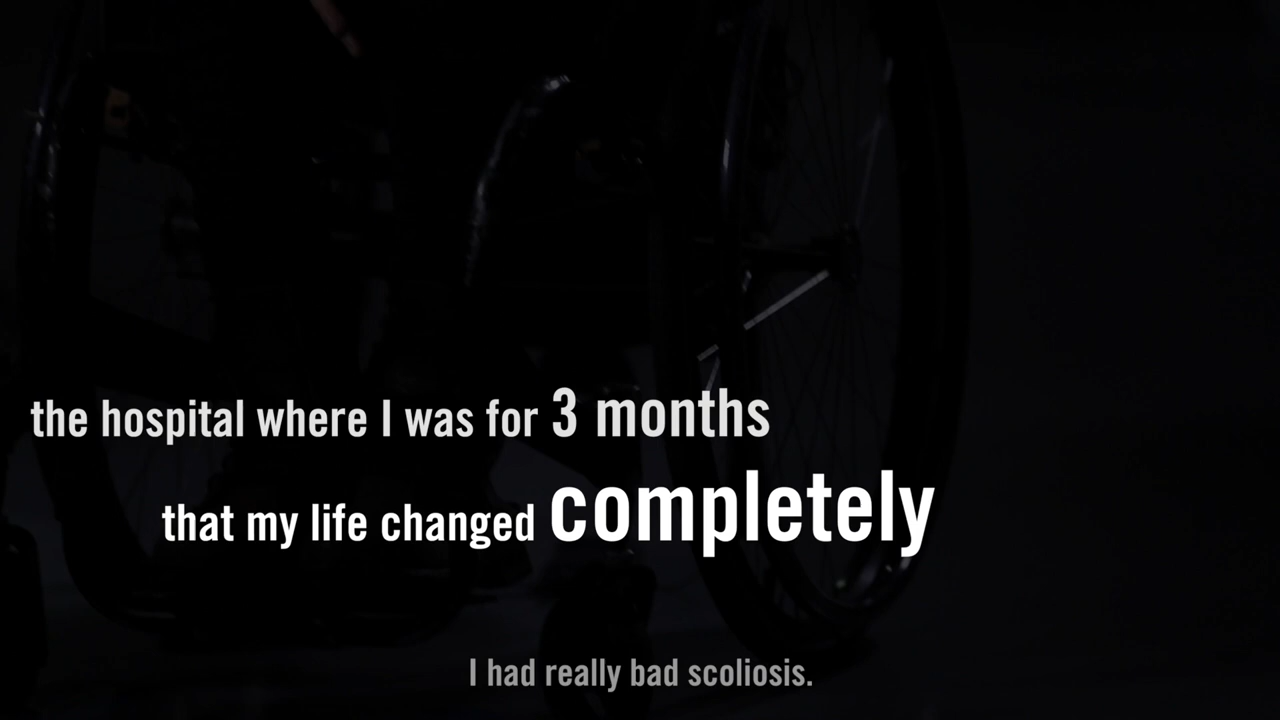 the hospital where I was for 3 months
that my life changed completely
I had really bad scoliosis.